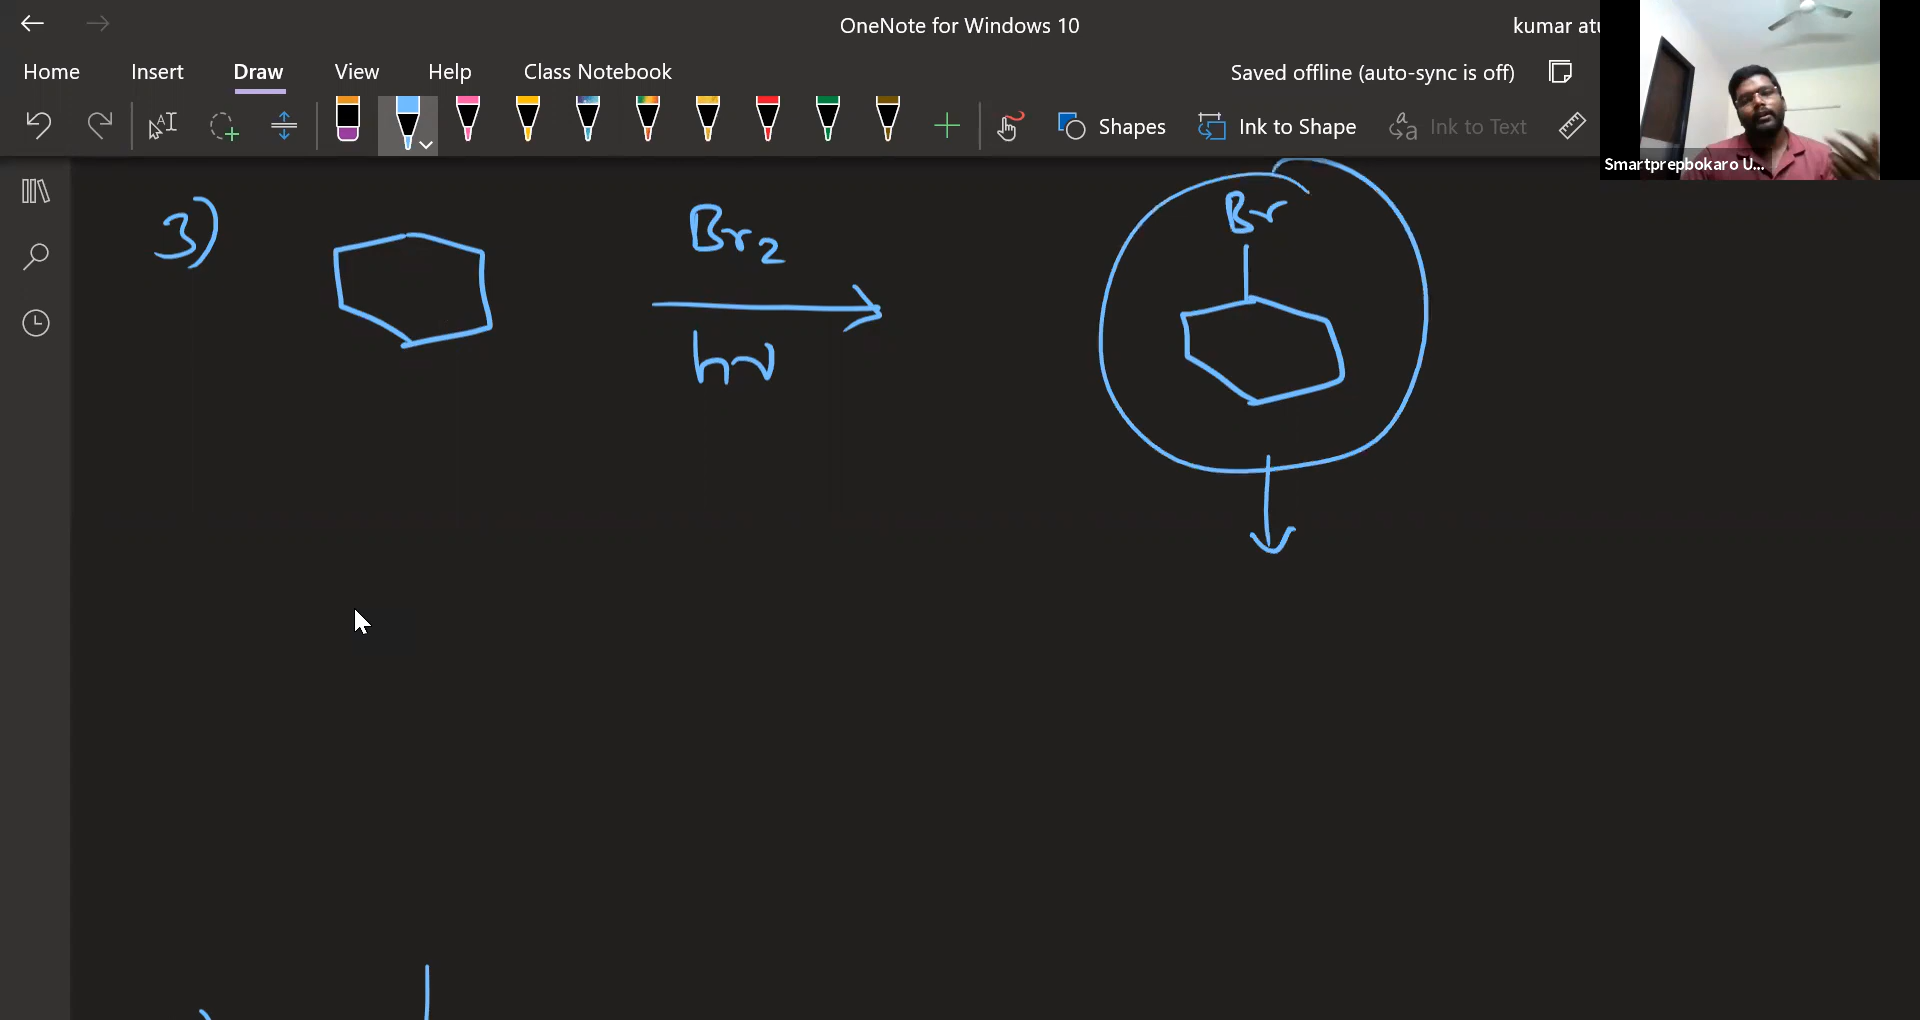 OneNote for Windows 10
kumar atu
Home Insert Draw View Help Class Notebook
Saved offline (auto-sync is off)
Shapes Ink to Shape Ink to Text
Smartprepbokaro U...
3)
Br2
hν
Br